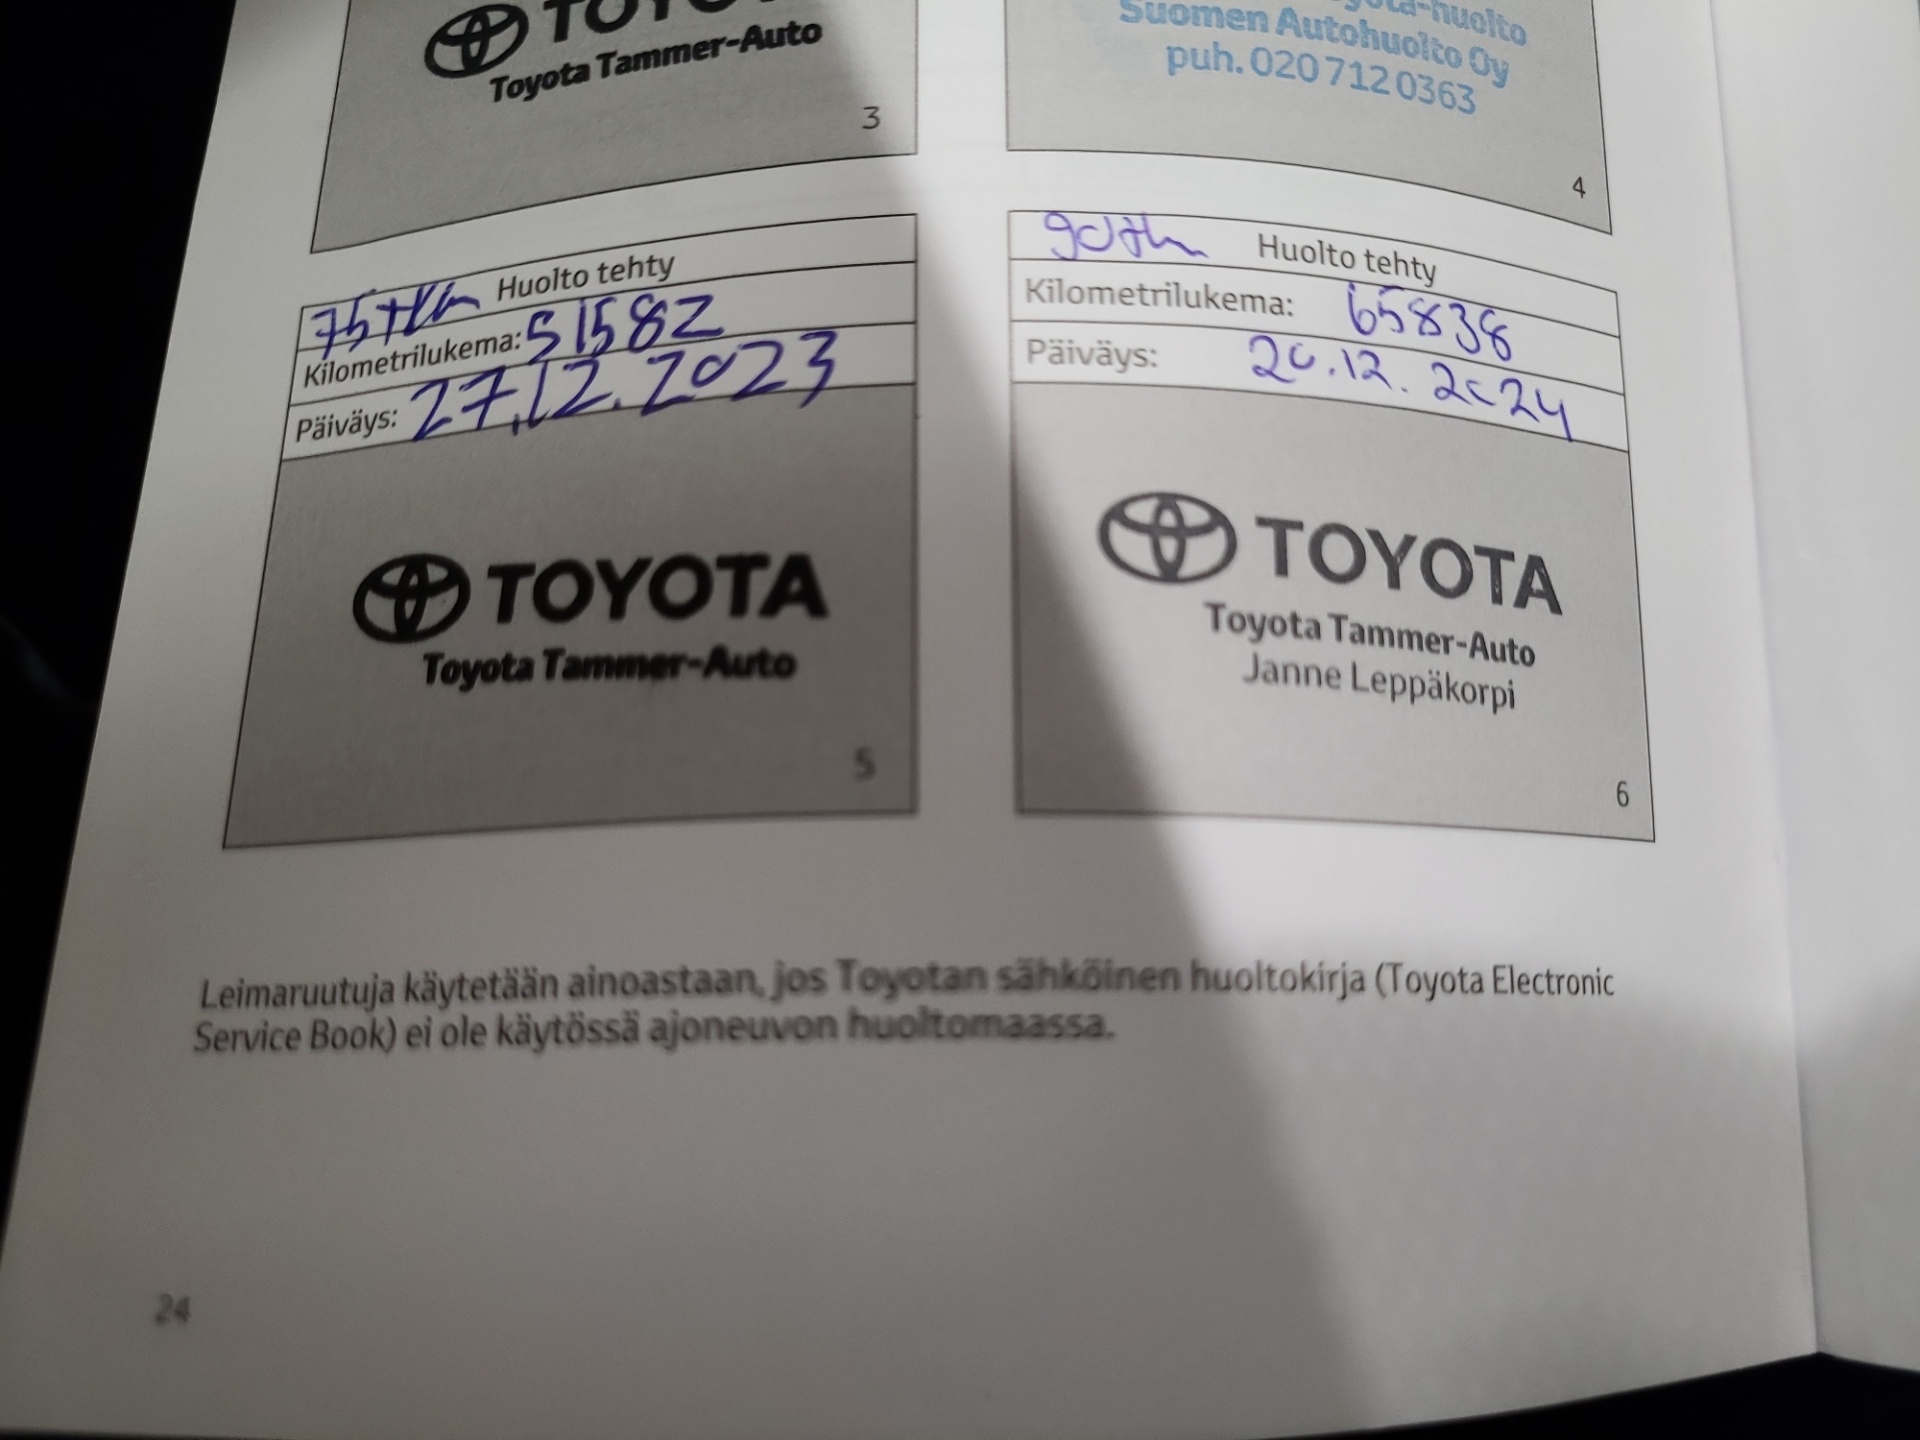 Toyota Tammer-Auto
3
Suomen Autohuolto Oy
puh. 020 712 0363
4
75tkm Huolto tehty
Kilometrilukema: 51582
Päiväys: 27.12.2023
TOYOTA
Toyota Tammer-Auto
5
90tkm Huolto tehty
Kilometrilukema: 65838
Päiväys: 20.12.2024
TOYOTA
Toyota Tammer-Auto
Janne Leppäkorpi
6
Leimaruutuja käytetään ainoastaan, jos Toyotan sähköinen huoltokirja (Toyota Electronic
Service Book) ei ole käytössä ajoneuvon huoltomaassa.
24